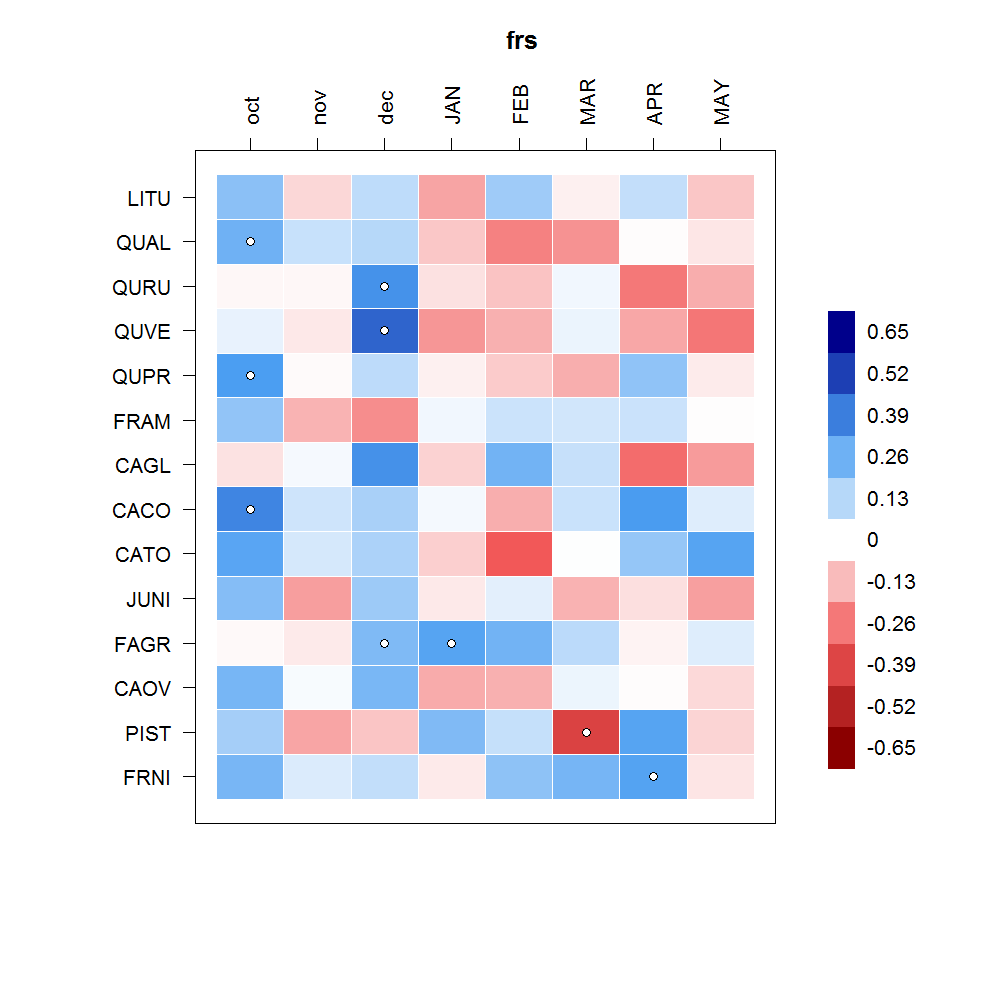 frs
oct nov dec JAN FEB MAR APR MAY
LITU
QUAL
QURU
QUVE
QUPR
FRAM
CAGL
CACO
CATO
JUNI
FAGR
CAOV
PIST
FRNI
0.65
0.52
0.39
0.26
0.13
0
-0.13
-0.26
-0.39
-0.52
-0.65